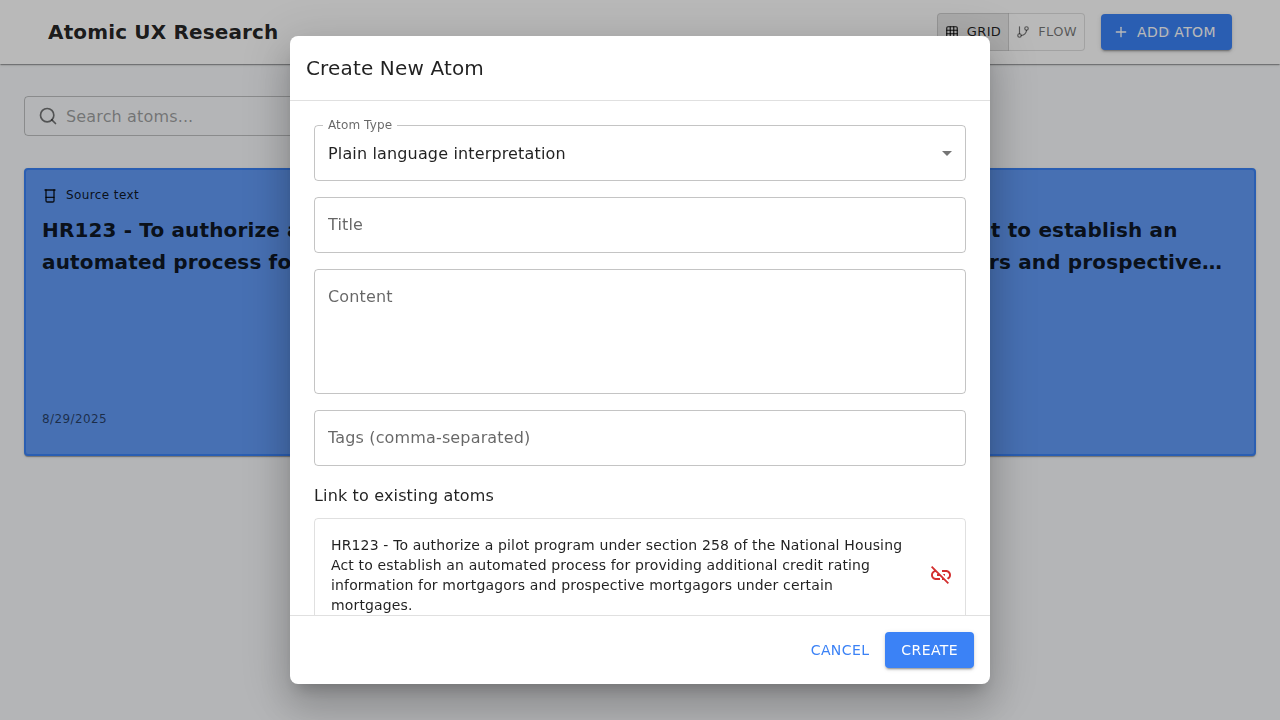 Atomic UX Research
GRID
FLOW
ADD ATOM
Search atoms...
Source text
HR123 - To authorize
automated process fo
t to establish an
rs and prospective…
8/29/2025
Create New Atom
Atom Type
Plain language interpretation
Title
Content
Tags (comma-separated)
Link to existing atoms
HR123 - To authorize a pilot program under section 258 of the National Housing
Act to establish an automated process for providing additional credit rating
information for mortgagors and prospective mortgagors under certain
mortgages.
CANCEL
CREATE